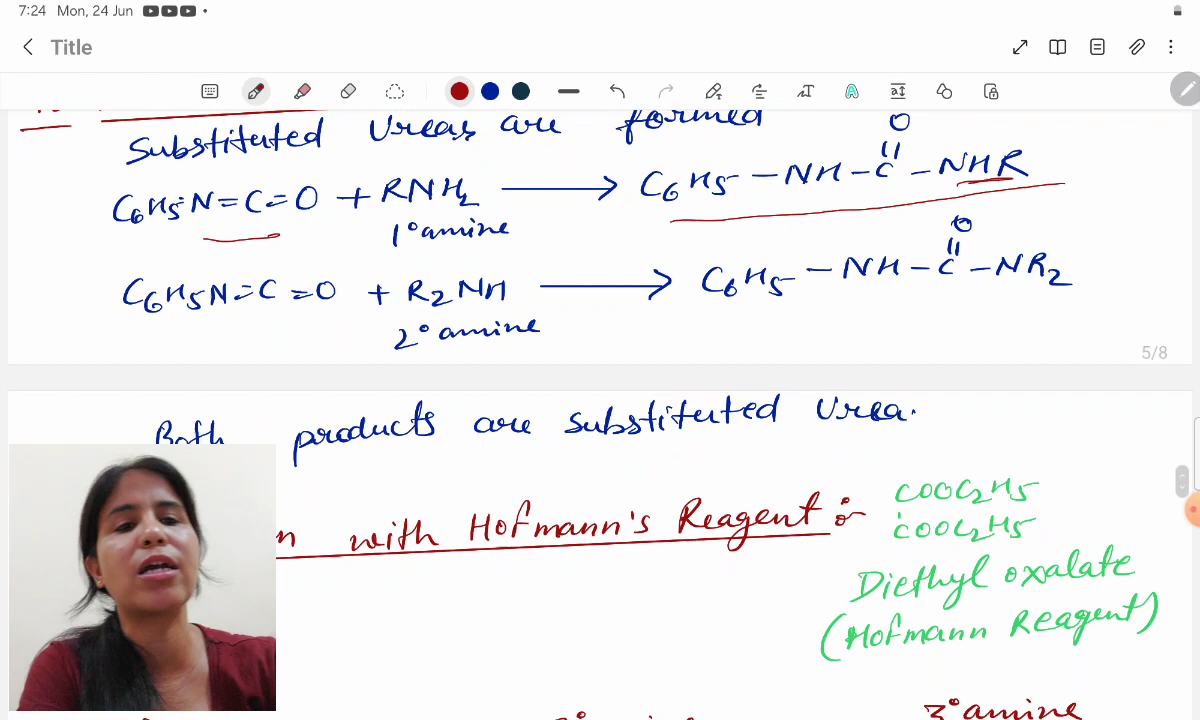 7:24 Mon, 24 Jun
Title
Substituted Ureas are formed
C6H5-N=C=O + RNH2 → C6H5-NH-C-NHR
O
||
1° amine
C6H5N=C=O + R2NH → C6H5-NH-C-NR2
O
||
2° amine
5/8
Both products are substituted Urea.
n with Hofmann's Reagent :-
COOC2H5
COOC2H5
Diethyl oxalate
(Hofmann Reagent)
3° amine